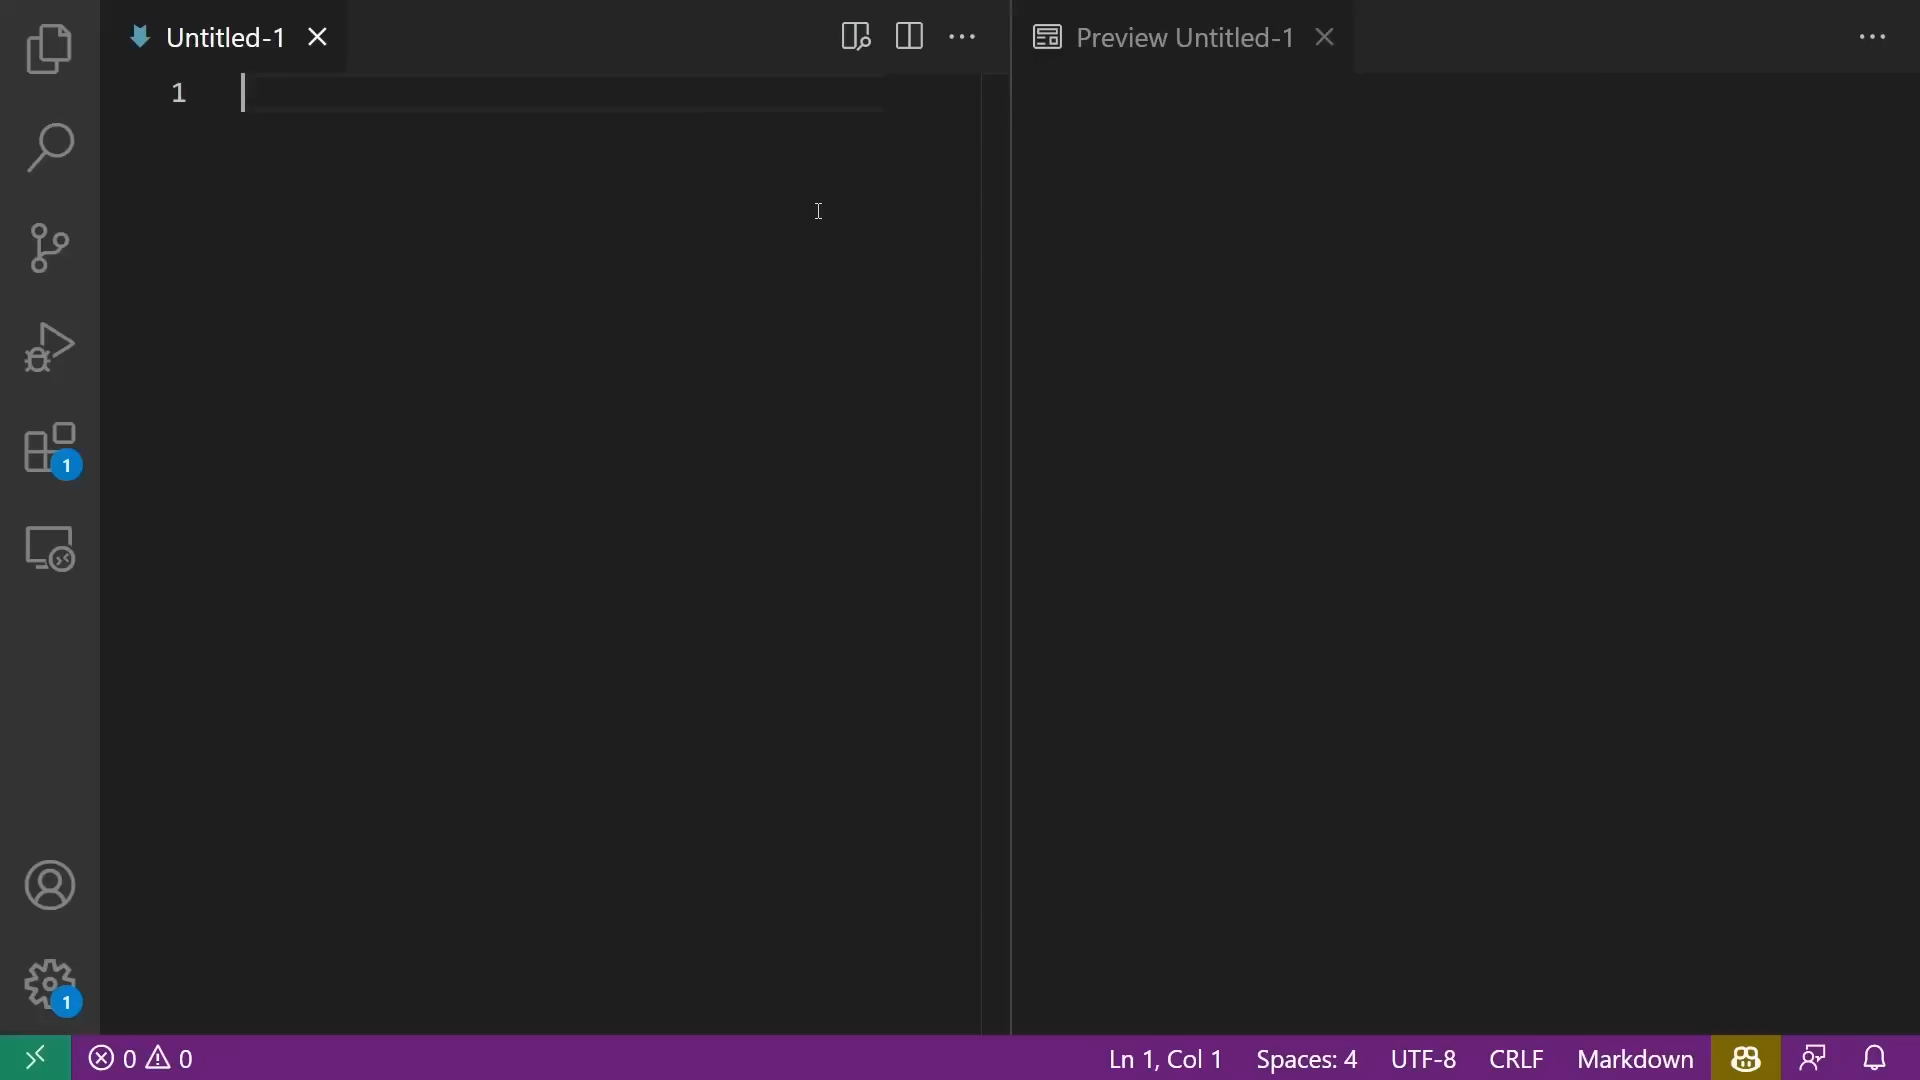 Untitled-1
Preview Untitled-1
1
1
1
0 0
Ln 1, Col 1
Spaces: 4
UTF-8
CRLF
Markdown